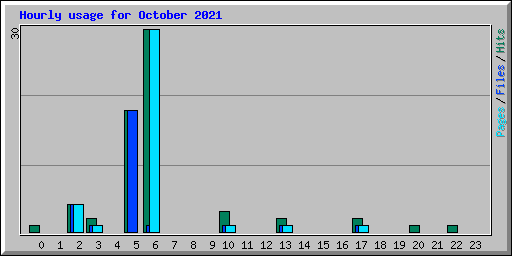 Hourly usage for October 2021
30
Pages/Files/Hits
0 1 2 3 4 5 6 7 8 9 10 11 12 13 14 15 16 17 18 19 20 21 22 23